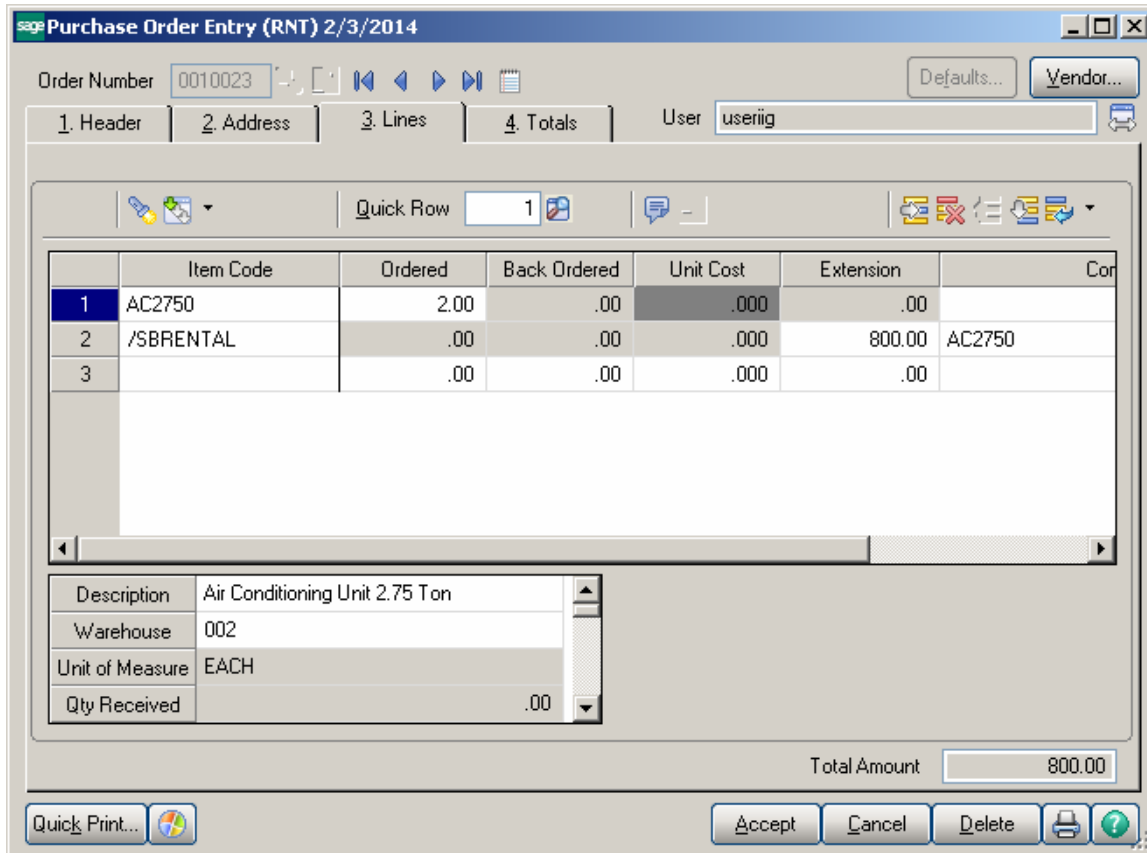 sage Purchase Order Entry (RNT) 2/3/2014
Order Number 0010023 Defaults... Vendor...
1. Header 2. Address 3. Lines 4. Totals User useriig
Quick Row 1
Item Code Ordered Back Ordered Unit Cost Extension Cor
1 AC2750 2.00 .00 .000 .00
2 /SBRENTAL .00 .00 .000 800.00 AC2750
3 .00 .00 .000 .00
Description Air Conditioning Unit 2.75 Ton
Warehouse 002
Unit of Measure EACH
Qty Received .00
Total Amount 800.00
Quick Print... Accept Cancel Delete